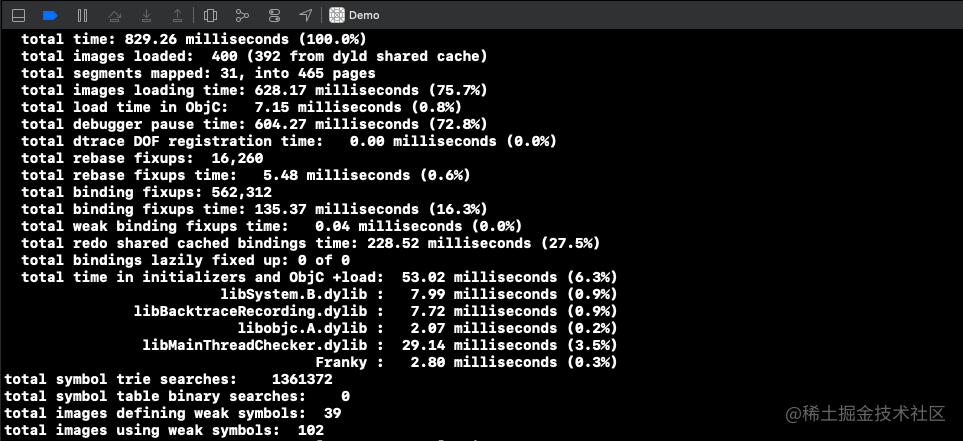 Demo
total time: 829.26 milliseconds (100.0%)
total images loaded:  400 (392 from dyld shared cache)
total segments mapped: 31, into 465 pages
total images loading time: 628.17 milliseconds (75.7%)
total load time in ObjC:   7.15 milliseconds (0.8%)
total debugger pause time: 604.27 milliseconds (72.8%)
total dtrace DOF registration time:   0.00 milliseconds (0.0%)
total rebase fixups:  16,260
total rebase fixups time:   5.48 milliseconds (0.6%)
total binding fixups: 562,312
total binding fixups time: 135.37 milliseconds (16.3%)
total weak binding fixups time:   0.04 milliseconds (0.0%)
total redo shared cached bindings time: 228.52 milliseconds (27.5%)
total bindings lazily fixed up: 0 of 0
total time in initializers and ObjC +load:  53.02 milliseconds (6.3%)
libSystem.B.dylib :   7.99 milliseconds (0.9%)
libBacktraceRecording.dylib :   7.72 milliseconds (0.9%)
libobjc.A.dylib :   2.07 milliseconds (0.2%)
libMainThreadChecker.dylib :  29.14 milliseconds (3.5%)
Franky :   2.80 milliseconds (0.3%)
total symbol trie searches:    1361372
total symbol table binary searches:    0
total images defining weak symbols:  39
total images using weak symbols:  102
@稀土掘金技术社区